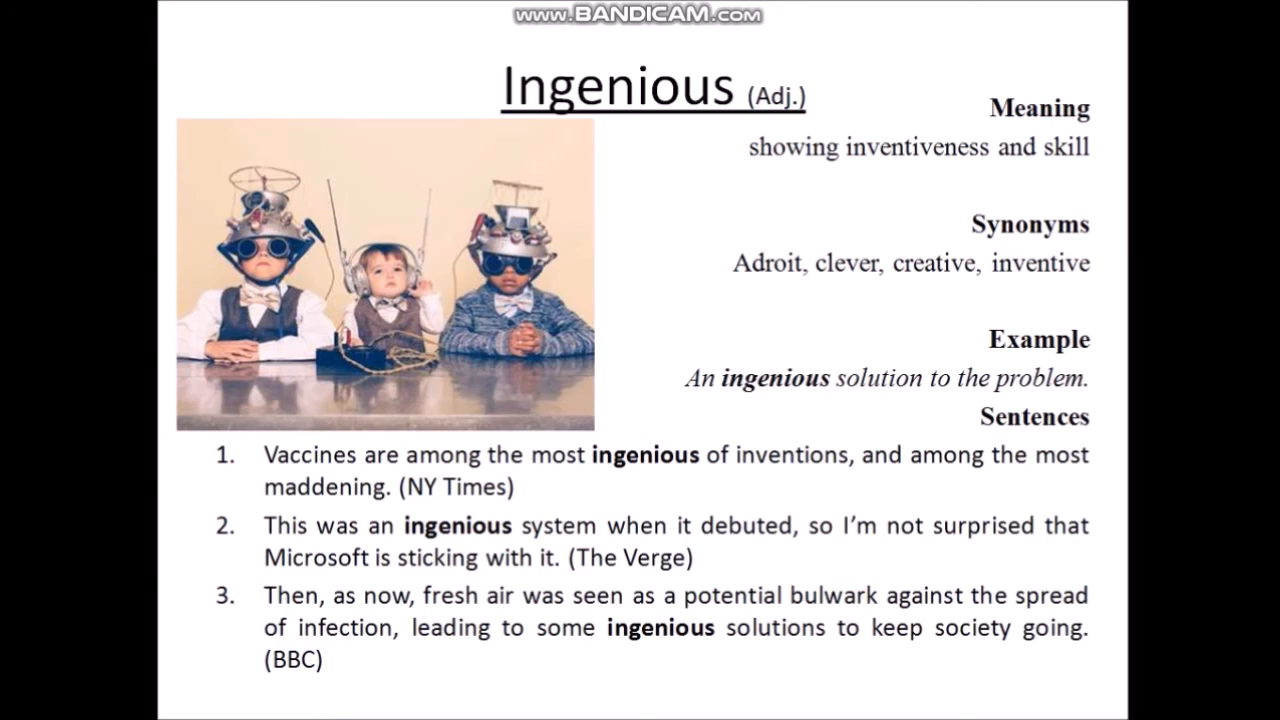 www.BANDICAM.com
Ingenious (Adj.)
Meaning
showing inventiveness and skill
Synonyms
Adroit, clever, creative, inventive
Example
An ingenious solution to the problem.
Sentences
1. Vaccines are among the most ingenious of inventions, and among the most
maddening. (NY Times)
2. This was an ingenious system when it debuted, so I’m not surprised that
Microsoft is sticking with it. (The Verge)
3. Then, as now, fresh air was seen as a potential bulwark against the spread
of infection, leading to some ingenious solutions to keep society going.
(BBC)